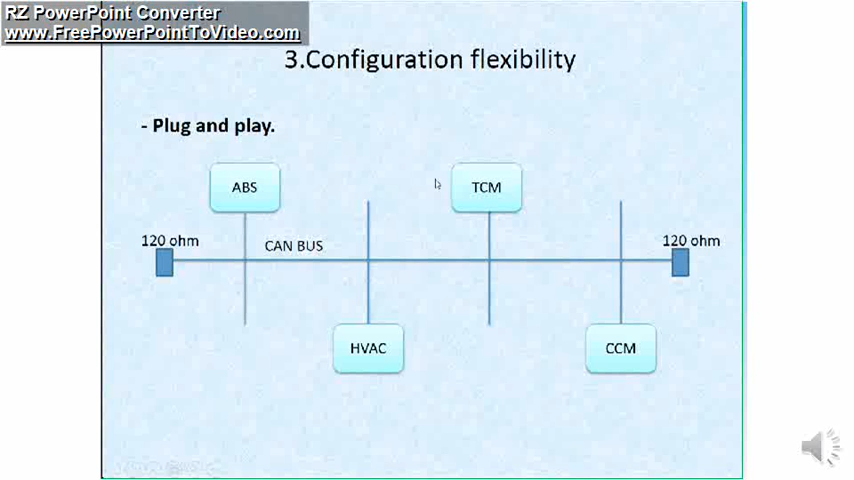 RZ PowerPoint Converter
www.FreePowerPointToVideo.com
3.Configuration flexibility
- Plug and play.
ABS
TCM
120 ohm
CAN BUS
120 ohm
HVAC
CCM